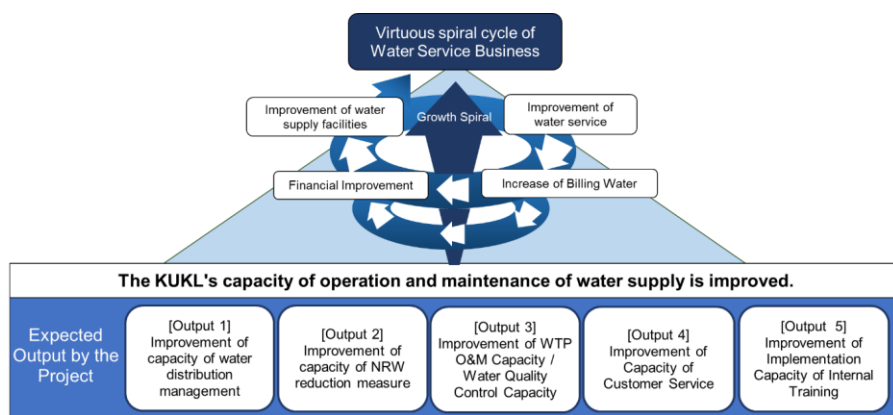 Virtuous spiral cycle of
Water Service Business
Growth Spiral
Improvement of water
supply facilities
Improvement of
water service
Financial Improvement
Increase of Billing Water
The KUKL's capacity of operation and maintenance of water supply is improved.
Expected
Output by the
Project
[Output 1]
Improvement of
capacity of water
distribution
management
[Output 2]
Improvement of
capacity of NRW
reduction measure
[Output 3]
Improvement of WTP
O&M Capacity /
Water Quality
Control Capacity
[Output 4]
Improvement of
Capacity of
Customer Service
[Output 5]
Improvement of
Implementation
Capacity of Internal
Training